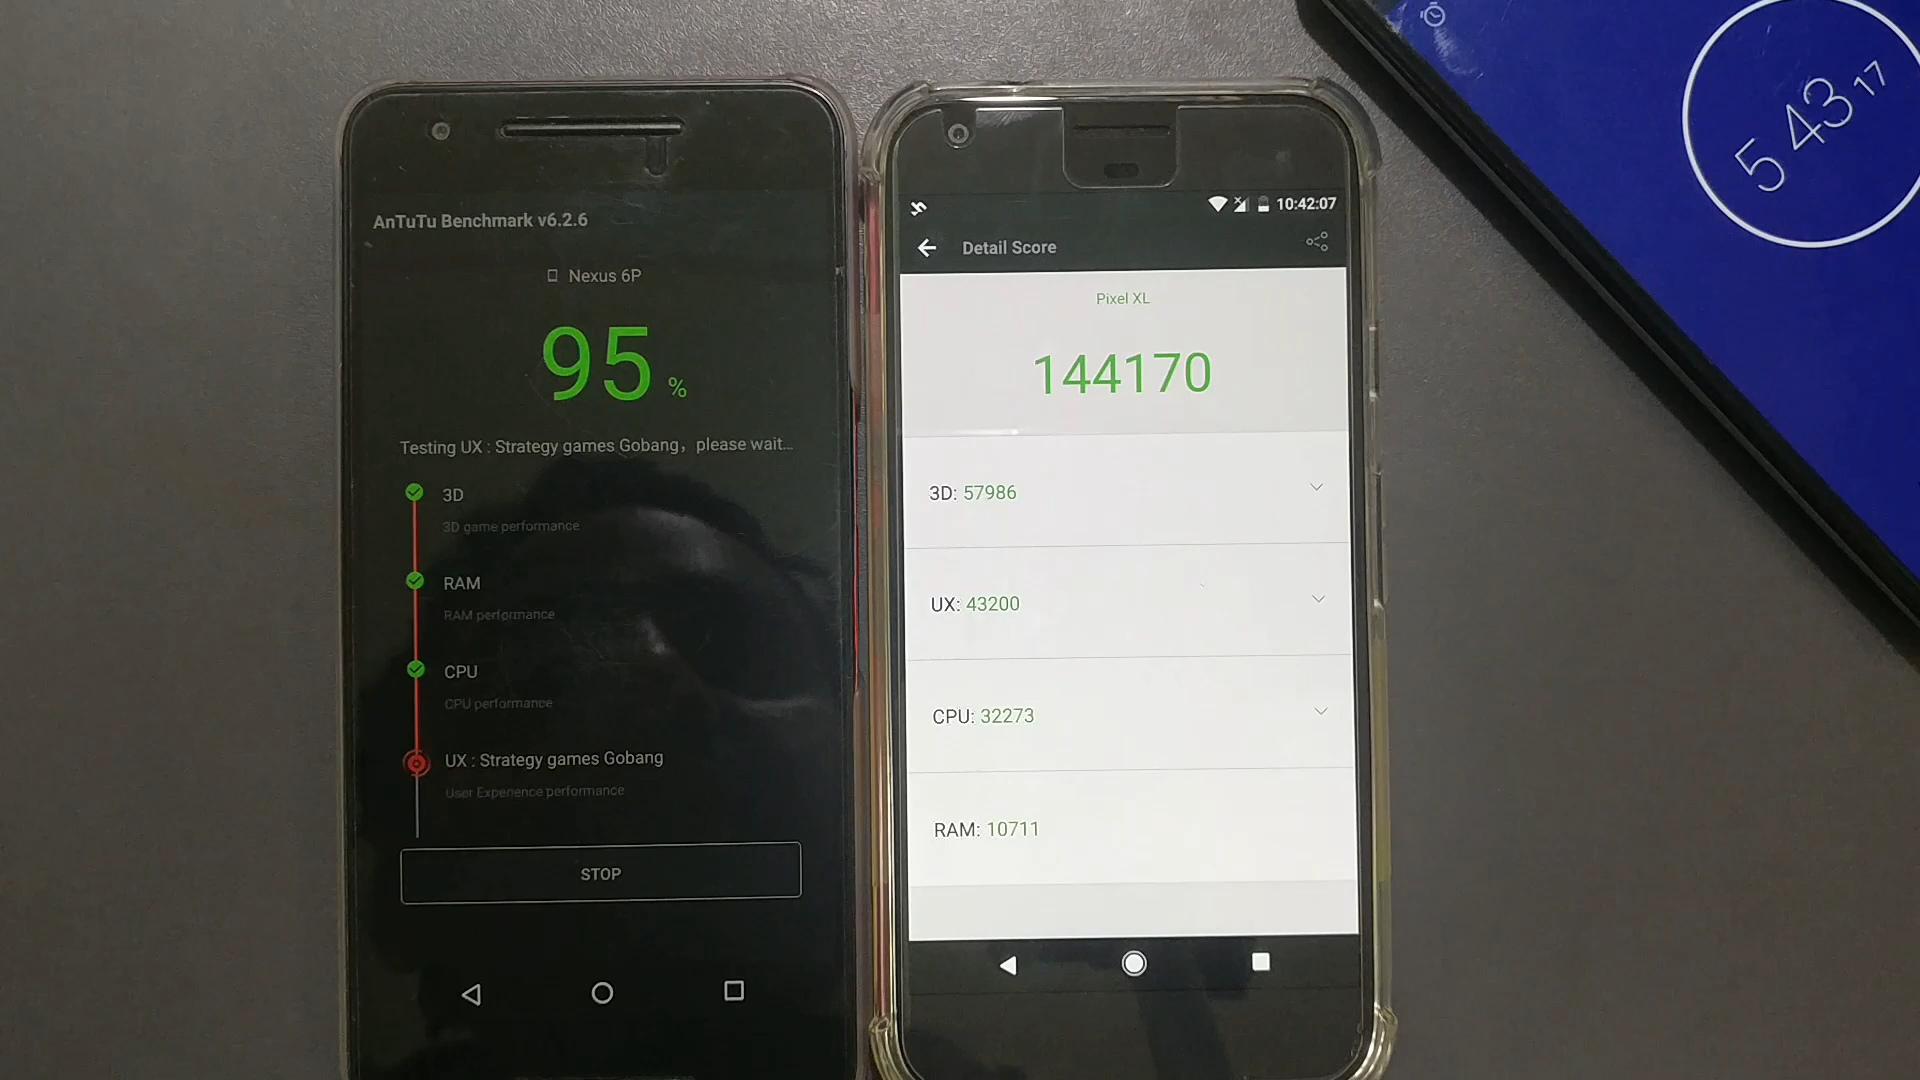 AnTuTu Benchmark v6.2.6
Nexus 6P
95 %
Testing UX : Strategy games Gobang, please wait...
3D
3D game performance
RAM
RAM performance
CPU
CPU performance
UX : Strategy games Gobang
User Experience performance
STOP
10:42:07
Detail Score
Pixel XL
144170
3D: 57986
UX: 43200
CPU: 32273
RAM: 10711
5 43 17